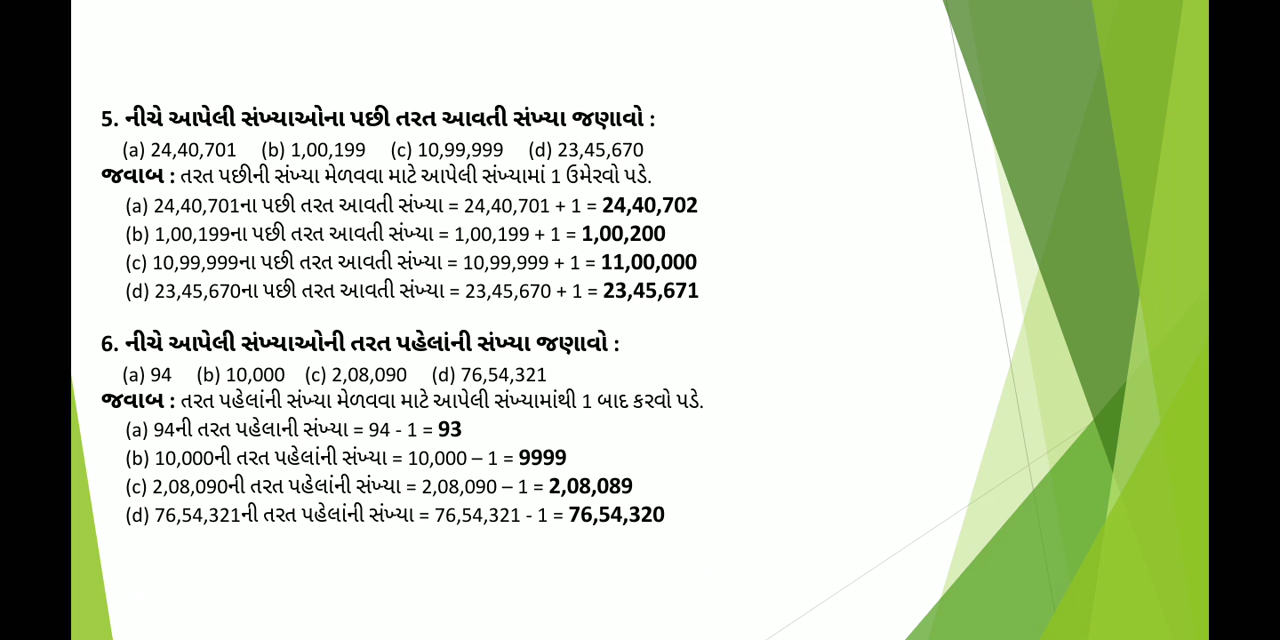 5. નીચે આપેલી સંખ્યાઓના પછી તરત આવતી સંખ્યા જણાવો :
(a) 24,40,701 (b) 1,00,199 (c) 10,99,999 (d) 23,45,670
જવાબ : તરત પછીની સંખ્યા મેળવવા માટે આપેલી સંખ્યામાં 1 ઉમેરવો પડે.
(a) 24,40,701ના પછી તરત આવતી સંખ્યા = 24,40,701 + 1 = 24,40,702
(b) 1,00,199ના પછી તરત આવતી સંખ્યા = 1,00,199 + 1 = 1,00,200
(c) 10,99,999ના પછી તરત આવતી સંખ્યા = 10,99,999 + 1 = 11,00,000
(d) 23,45,670ના પછી તરત આવતી સંખ્યા = 23,45,670 + 1 = 23,45,671
6. નીચે આપેલી સંખ્યાઓની તરત પહેલાંની સંખ્યા જણાવો :
(a) 94 (b) 10,000 (c) 2,08,090 (d) 76,54,321
જવાબ : તરત પહેલાંની સંખ્યા મેળવવા માટે આપેલી સંખ્યામાંથી 1 બાદ કરવો પડે.
(a) 94ની તરત પહેલાની સંખ્યા = 94 - 1 = 93
(b) 10,000ની તરત પહેલાંની સંખ્યા = 10,000 – 1 = 9999
(c) 2,08,090ની તરત પહેલાંની સંખ્યા = 2,08,090 – 1 = 2,08,089
(d) 76,54,321ની તરત પહેલાંની સંખ્યા = 76,54,321 - 1 = 76,54,320